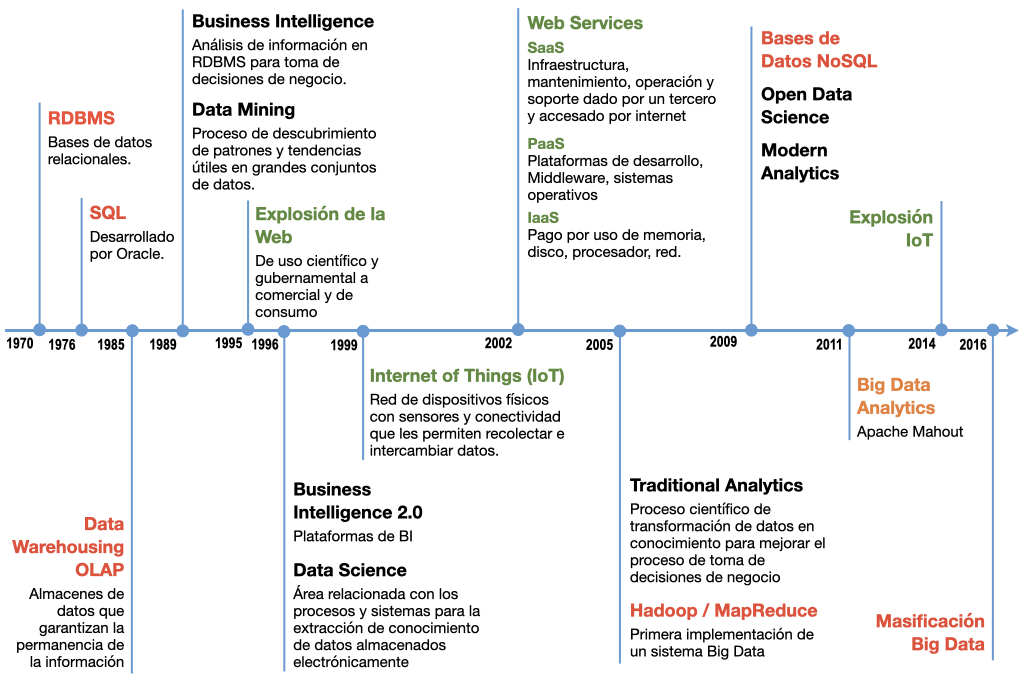 RDBMS
Bases de datos
relacionales.
SQL
Desarrollado
por Oracle.
Business Intelligence
Análisis de información en
RDBMS para toma de
decisiones de negocio.
Data Mining
Proceso de descubrimiento
de patrones y tendencias
útiles en grandes conjuntos
de datos.
Explosión de la
Web
De uso científico y
gubernamental a
comercial y de
consumo
Web Services
SaaS
Infraestructura,
mantenimiento, operación y
soporte dado por un tercero
y accesado por internet
PaaS
Plataformas de desarrollo,
Middleware, sistemas
operativos
IaaS
Pago por uso de memoria,
disco, procesador, red.
Bases de
Datos NoSQL
Open Data
Science
Modern
Analytics
Explosión
IoT
1970 1976 1985 1989 1995 1996 1999 2002 2005 2009 2011 2014 2016
Data
Warehousing
OLAP
Almacenes de
datos que
garantizan la
permanencia de
la información
Business
Intelligence 2.0
Plataformas de BI
Data Science
Área relacionada con los
procesos y sistemas para la
extracción de conocimiento
de datos almacenados
electrónicamente
Internet of Things (IoT)
Red de dispositivos físicos
con sensores y conectividad
que les permiten recolectar e
intercambiar datos.
Traditional Analytics
Proceso científico de
transformación de datos en
conocimiento para mejorar el
proceso de toma de
decisiones de negocio
Hadoop / MapReduce
Primera implementación de
un sistema Big Data
Big Data
Analytics
Apache Mahout
Masificación
Big Data